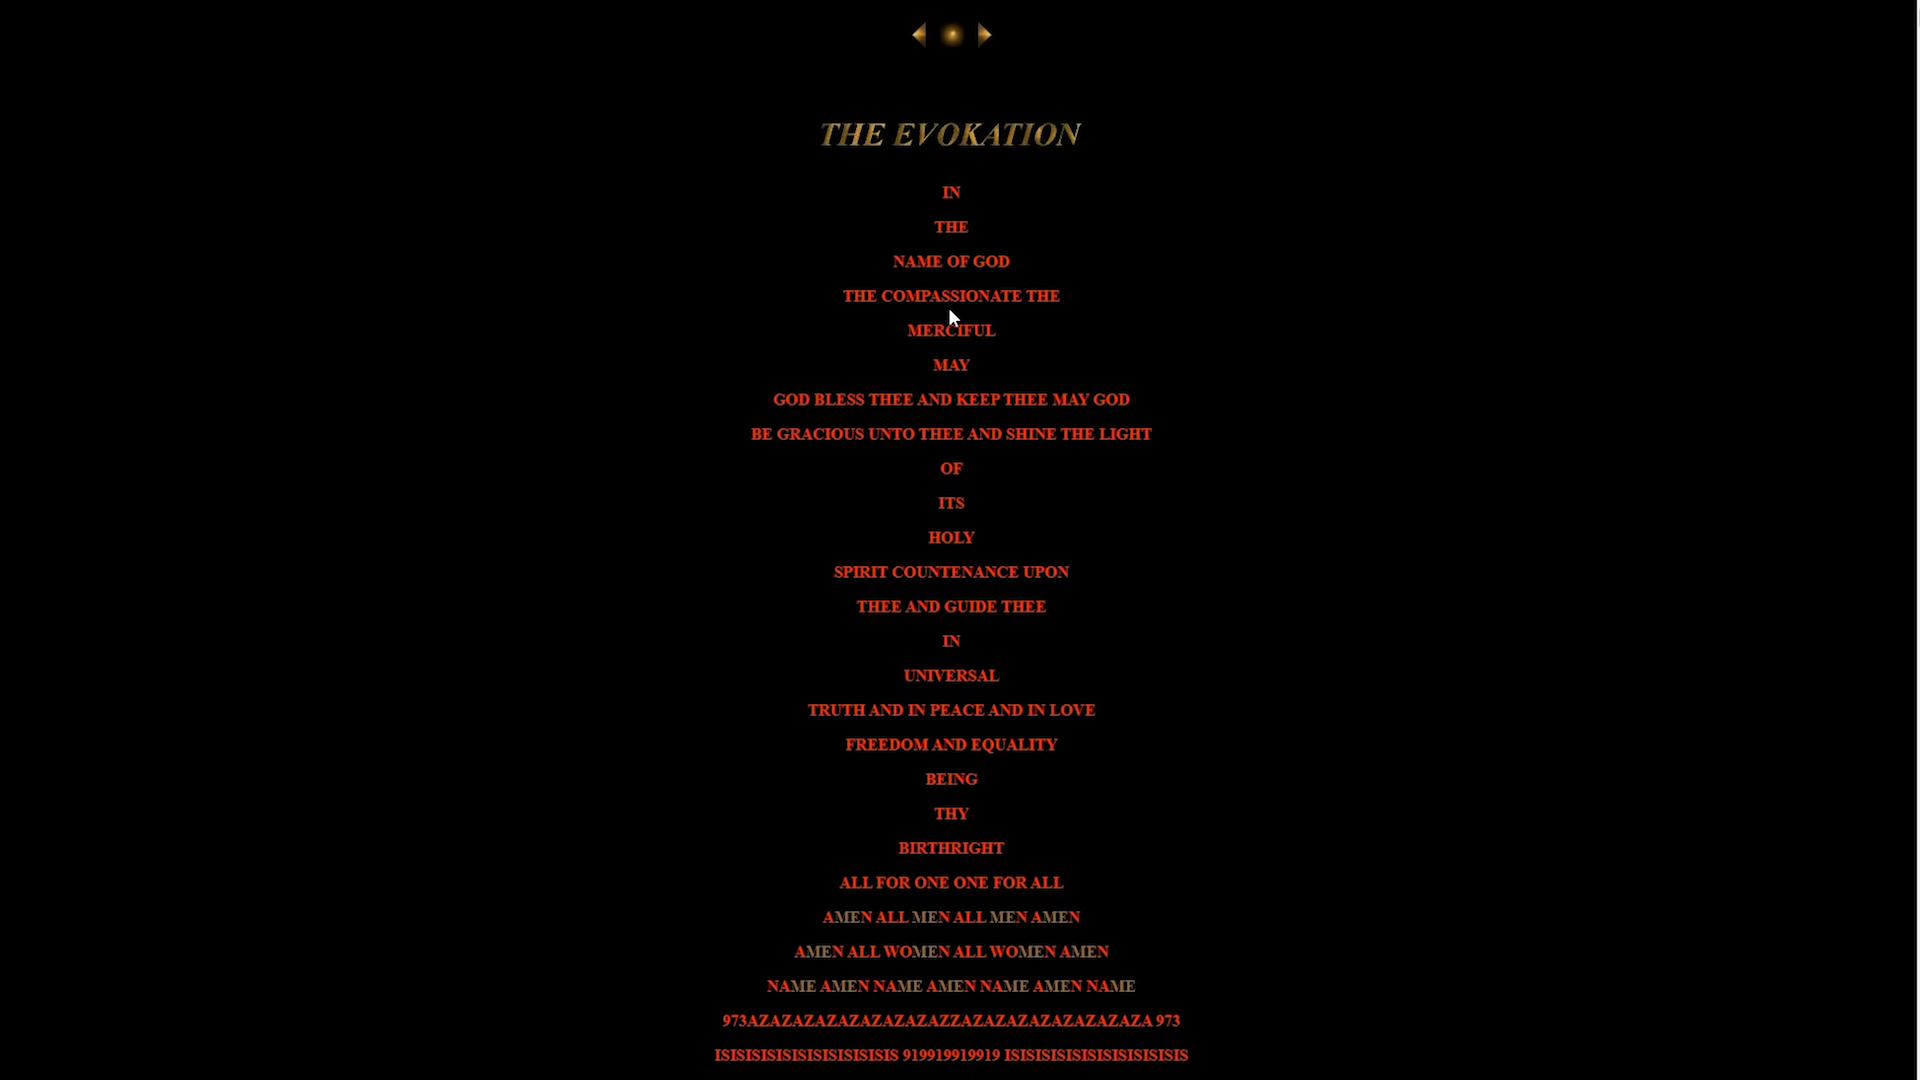 THE EVOKATION
IN
THE
NAME OF GOD
THE COMPASSIONATE THE
MERCIFUL
MAY
GOD BLESS THEE AND KEEP THEE MAY GOD
BE GRACIOUS UNTO THEE AND SHINE THE LIGHT
OF
ITS
HOLY
SPIRIT COUNTENANCE UPON
THEE AND GUIDE THEE
IN
UNIVERSAL
TRUTH AND IN PEACE AND IN LOVE
FREEDOM AND EQUALITY
BEING
THY
BIRTHRIGHT
ALL FOR ONE ONE FOR ALL
AMEN ALL MEN ALL MEN AMEN
AMEN ALL WOMEN ALL WOMEN AMEN
NAME AMEN NAME AMEN NAME AMEN NAME
973AZAZAZAZAZAZAZAZAZZAZAZAZAZAZAZAZAZA 973
ISISISISISISISISISISISIS 919919919919 ISISISISISISISISISISISIS